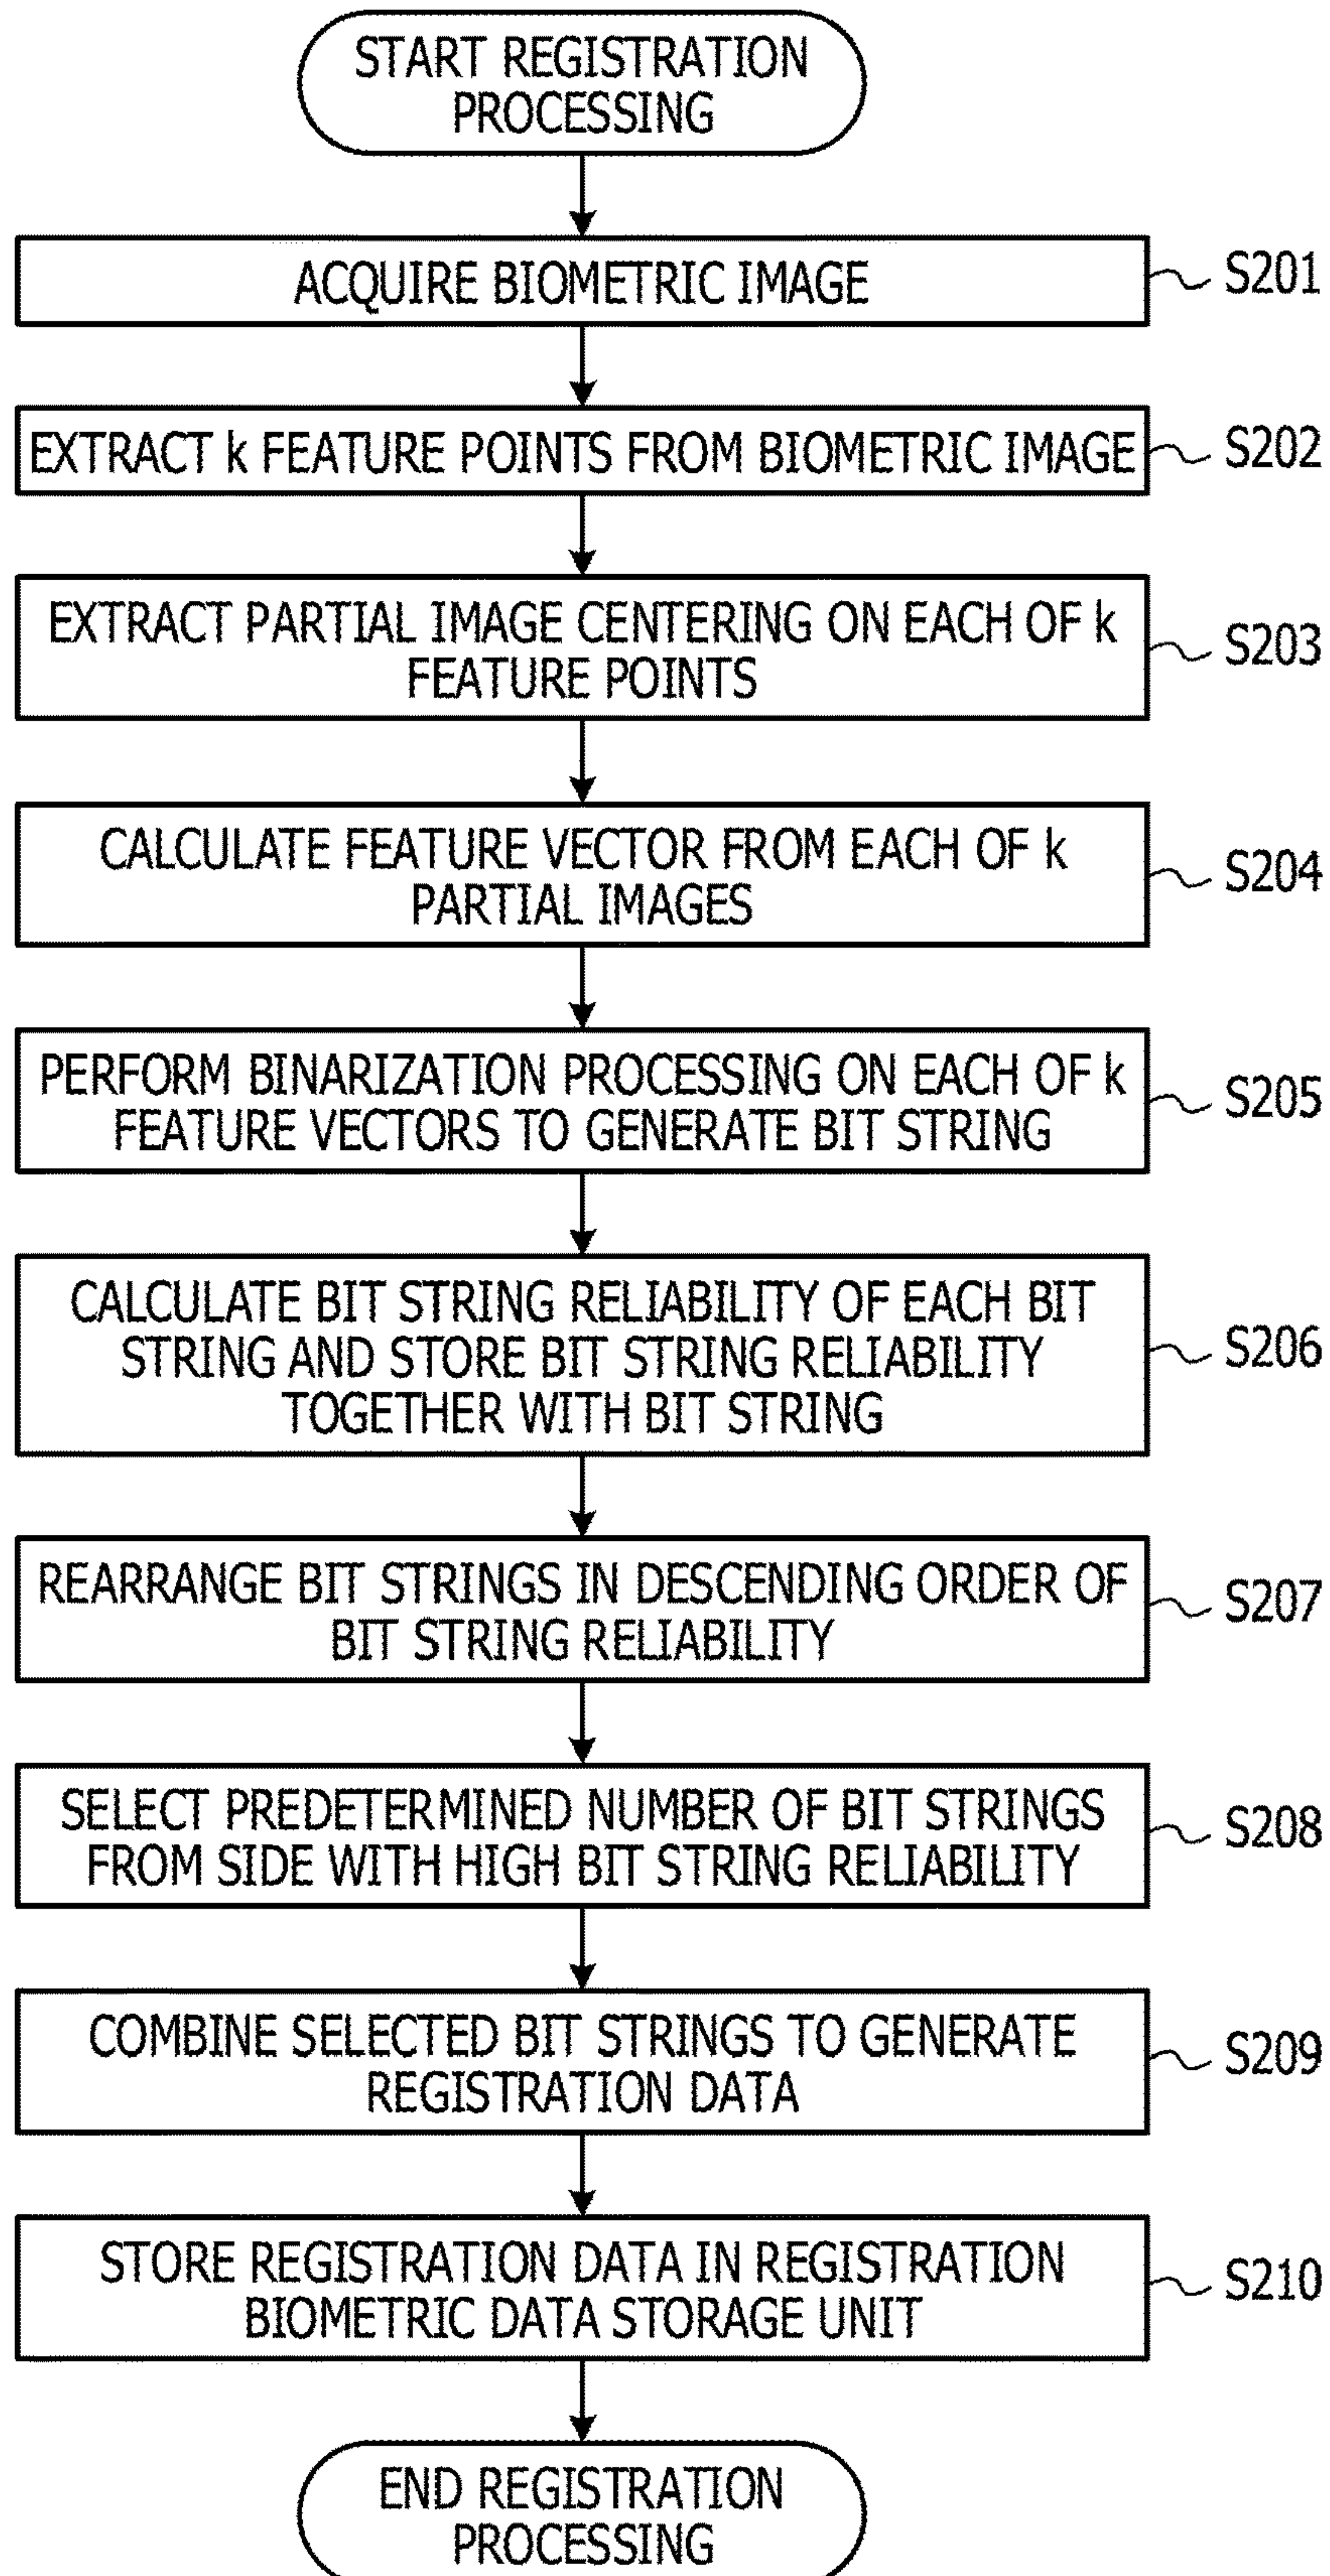 START REGISTRATION
PROCESSING
ACQUIRE BIOMETRIC IMAGE
S201
EXTRACT k FEATURE POINTS FROM BIOMETRIC IMAGE
S202
EXTRACT PARTIAL IMAGE CENTERING ON EACH OF k
FEATURE POINTS
S203
CALCULATE FEATURE VECTOR FROM EACH OF k
PARTIAL IMAGES
S204
PERFORM BINARIZATION PROCESSING ON EACH OF k
FEATURE VECTORS TO GENERATE BIT STRING
S205
CALCULATE BIT STRING RELIABILITY OF EACH BIT
STRING AND STORE BIT STRING RELIABILITY
TOGETHER WITH BIT STRING
S206
REARRANGE BIT STRINGS IN DESCENDING ORDER OF
BIT STRING RELIABILITY
S207
SELECT PREDETERMINED NUMBER OF BIT STRINGS
FROM SIDE WITH HIGH BIT STRING RELIABILITY
S208
COMBINE SELECTED BIT STRINGS TO GENERATE
REGISTRATION DATA
S209
STORE REGISTRATION DATA IN REGISTRATION
BIOMETRIC DATA STORAGE UNIT
S210
END REGISTRATION
PROCESSING